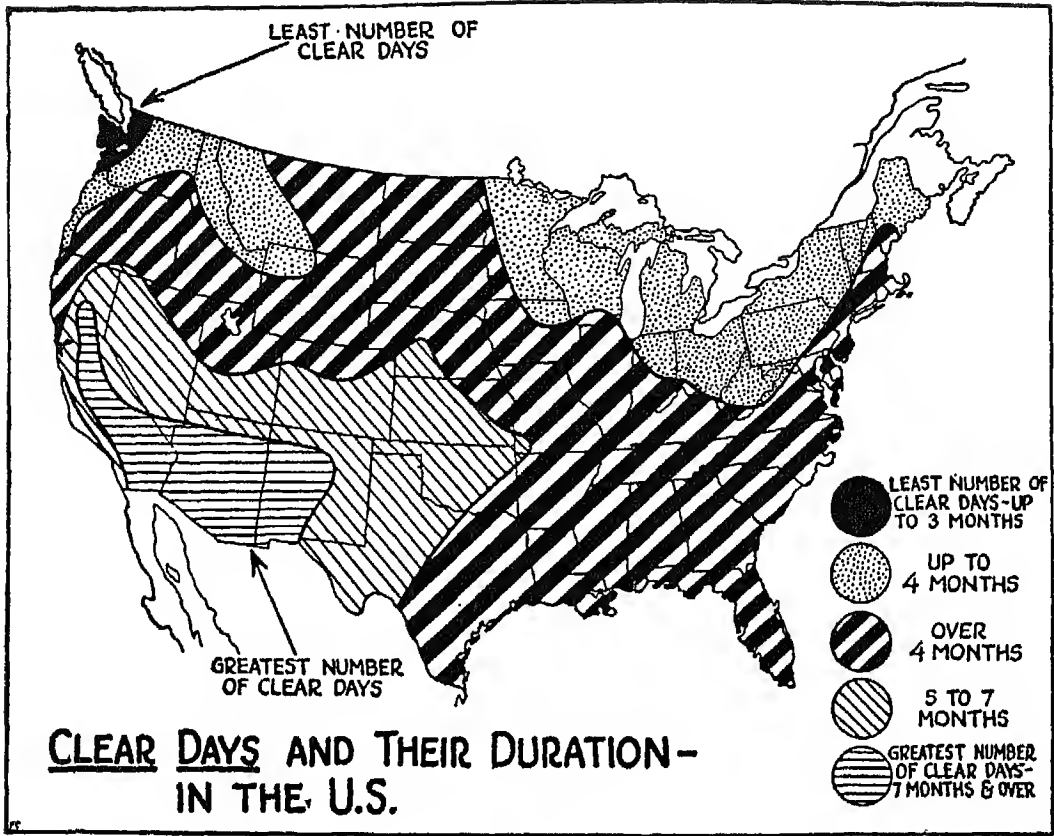 LEAST NUMBER OF
CLEAR DAYS
GREATEST NUMBER
OF CLEAR DAYS
LEAST NUMBER OF
CLEAR DAYS-UP
TO 3 MONTHS
UP TO
4 MONTHS
OVER
4 MONTHS
5 TO 7
MONTHS
GREATEST NUMBER
OF CLEAR DAYS-
7 MONTHS & OVER
CLEAR DAYS AND THEIR DURATION-
IN THE U.S.